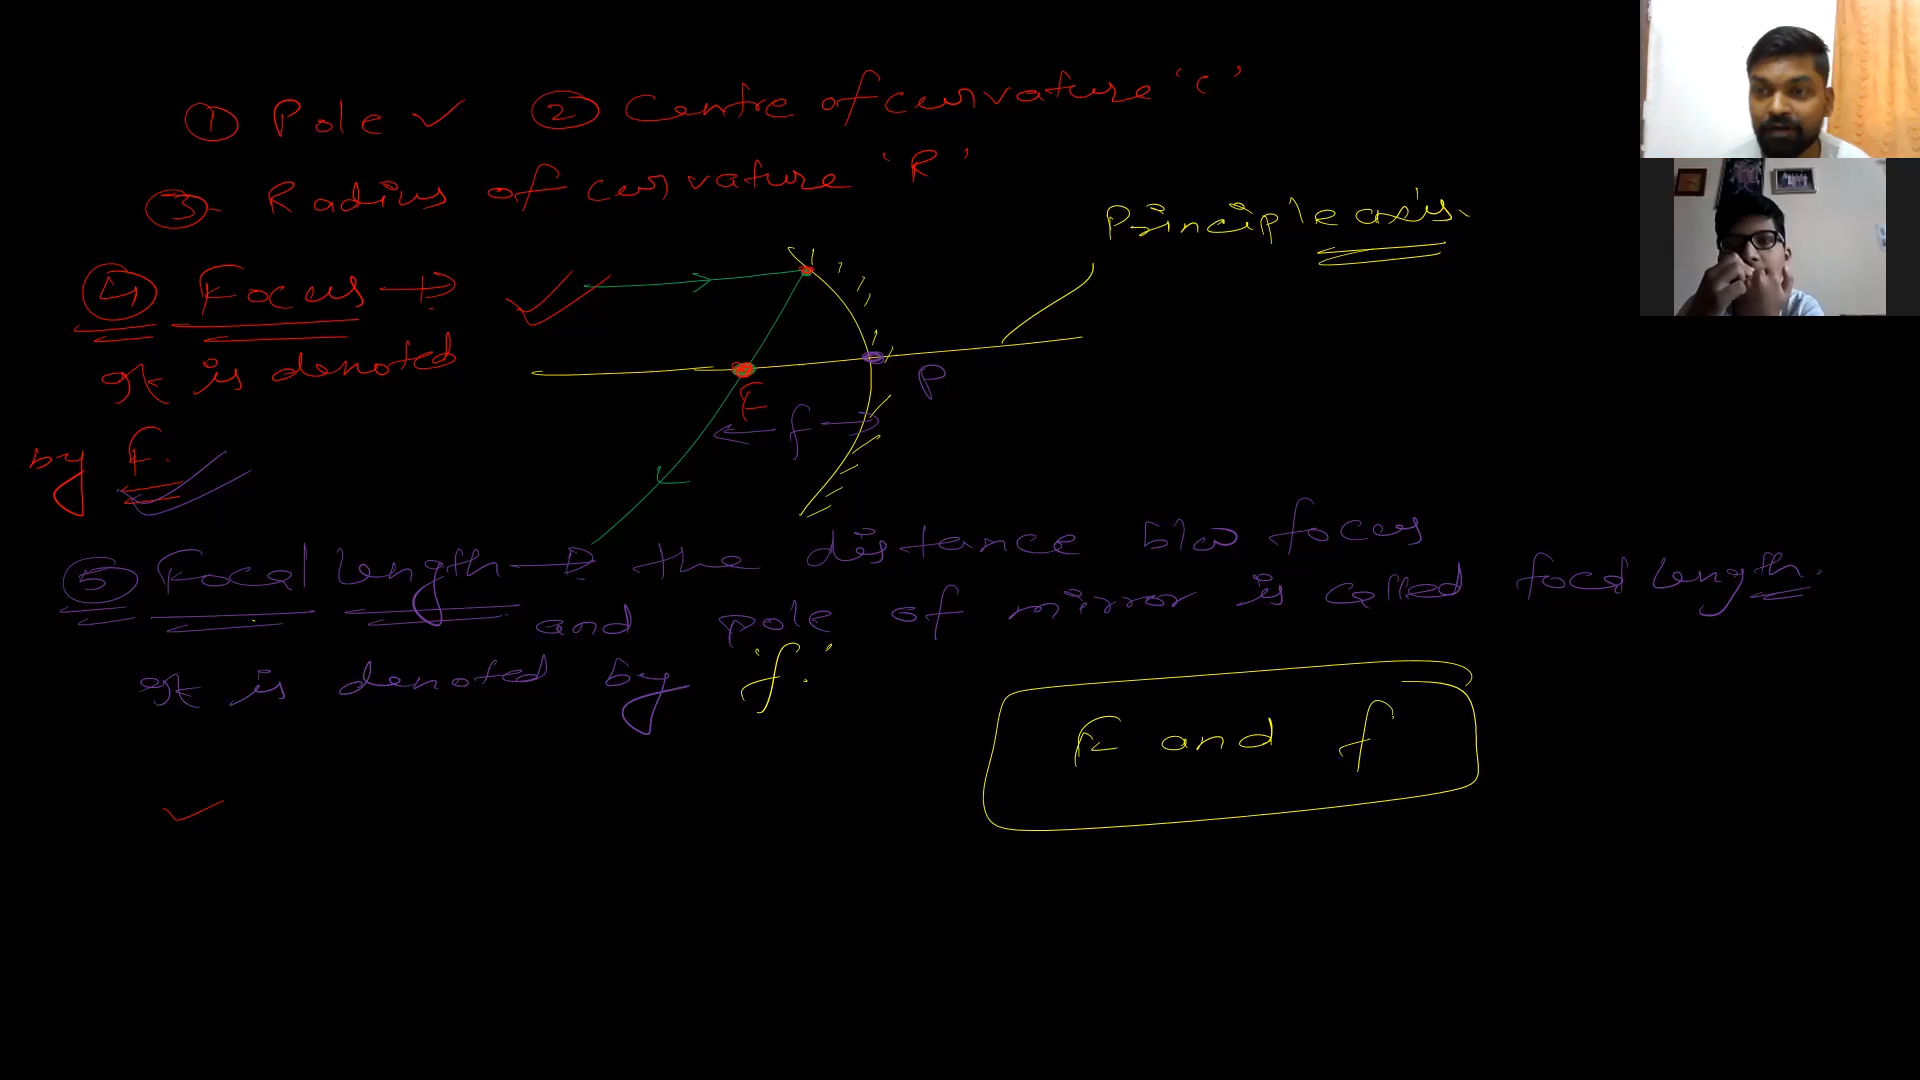 ① Pole ✓ ② Centre of curvature 'C'
③ Radius of curvature 'R'
Principle axis.
④ Focus →
It is denoted
by F.
F
P
f
⑤ Focal length → the distance b/w focus
and pole of mirror is called focal length.
It is denoted by 'f'.
F and f